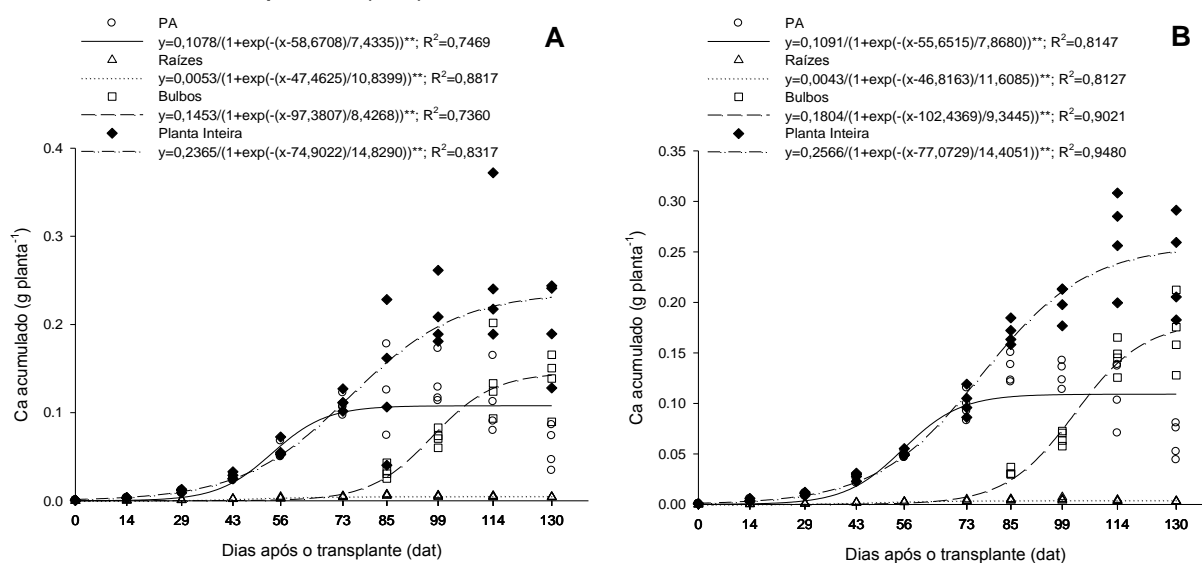 PA
y=0,1078/(1+exp(-(x-58,6708)/7,4335))**; R²=0,7469
Raízes
y=0,0053/(1+exp(-(x-47,4625)/10,8399))**; R²=0,8817
Bulbos
y=0,1453/(1+exp(-(x-97,3807)/8,4268))**; R²=0,7360
Planta Inteira
y=0,2365/(1+exp(-(x-74,9022)/14,8290))**; R²=0,8317
A
Ca acumulado (g planta⁻¹)
0.4
0.3
0.2
0.1
0.0
0 14 29 43 56 73 85 99 114 130
Dias após o transplante (dat)
PA
y=0,1091/(1+exp(-(x-55,6515)/7,8680))**; R²=0,8147
Raízes
y=0,0043/(1+exp(-(x-46,8163)/11,6085))**; R²=0,8127
Bulbos
y=0,1804/(1+exp(-(x-102,4369)/9,3445))**; R²=0,9021
Planta Inteira
y=0,2566/(1+exp(-(x-77,0729)/14,4051))**; R²=0,9480
B
Ca acumulado (g planta⁻¹)
0.35
0.30
0.25
0.20
0.15
0.10
0.05
0.00
0 14 29 43 56 73 85 99 114 130
Dias após o transplante (dat)